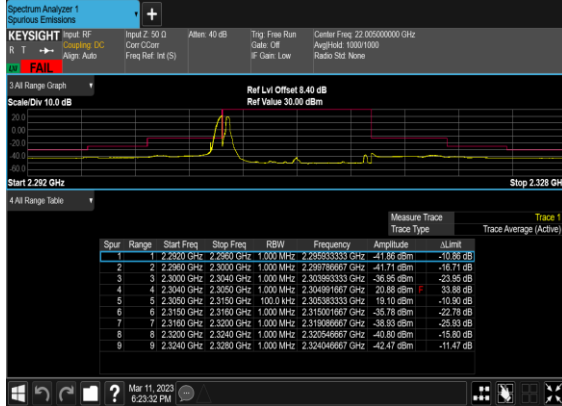 Spectrum Analyzer 1
Spurious Emissions
+
KEYSIGHT Input: RF Input Z: 50 Ω Atten: 40 dB Trig: Free Run Center Freq: 22.005000000 GHz
R T Coupling: DC Corr CCorr Gate: Off Avg|Hold: 1000/1000
Align: Auto Freq Ref: Int (S) IF Gain: Low Radio Std: None
LXI FAIL
3 All Range Graph
Ref Lvl Offset 8.40 dB
Scale/Div 10.0 dB Ref Value 30.00 dBm
20.0
0.00
-20.0
-40.0
-60.0
Start 2.292 GHz Stop 2.328 GH
4 All Range Table
Measure Trace Trace 1
Trace Type Trace Average (Active)
Spur Range Start Freq Stop Freq RBW Frequency Amplitude ΔLimit
1 1 2.2920 GHz 2.2960 GHz 1.000 MHz 2.295933333 GHz -41.86 dBm -10.86 dB
2 2 2.2960 GHz 2.3000 GHz 1.000 MHz 2.299786667 GHz -41.71 dBm -16.71 dB
3 3 2.3000 GHz 2.3040 GHz 1.000 MHz 2.303993333 GHz -36.95 dBm -23.95 dB
4 4 2.3040 GHz 2.3050 GHz 1.000 MHz 2.304991667 GHz 20.88 dBm F 33.88 dB
5 5 2.3050 GHz 2.3150 GHz 100.0 kHz 2.305383333 GHz 19.10 dBm -10.90 dB
6 6 2.3150 GHz 2.3160 GHz 1.000 MHz 2.315001667 GHz -35.78 dBm -22.78 dB
7 7 2.3160 GHz 2.3200 GHz 1.000 MHz 2.319086667 GHz -38.93 dBm -25.93 dB
8 8 2.3200 GHz 2.3240 GHz 1.000 MHz 2.320546667 GHz -40.80 dBm -15.80 dB
9 9 2.3240 GHz 2.3280 GHz 1.000 MHz 2.324046667 GHz -42.47 dBm -11.47 dB
? Mar 11, 2023
6:23:32 PM